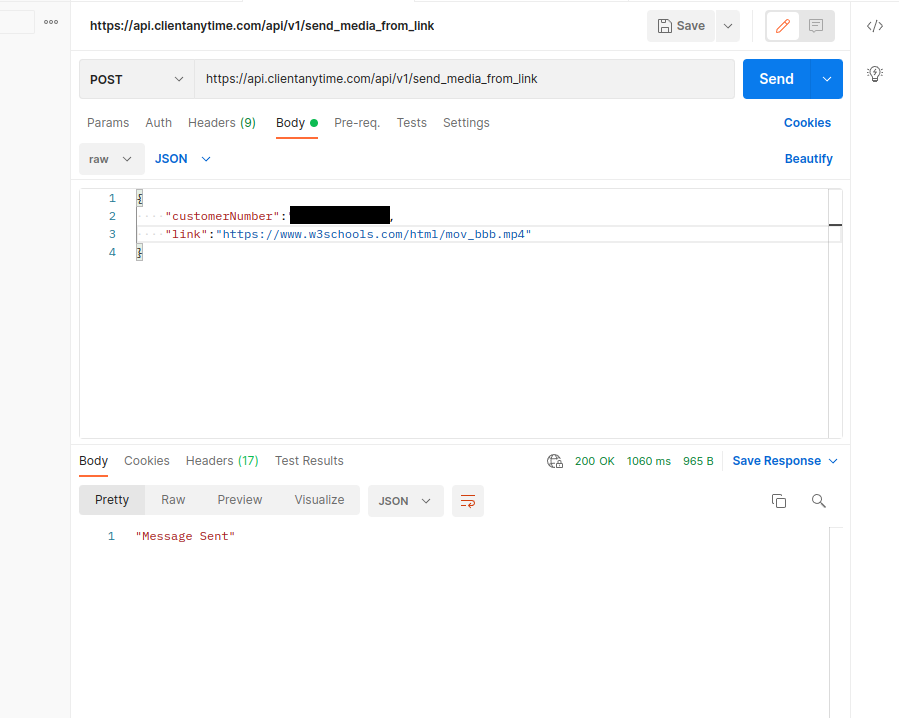 https://api.clientanytime.com/api/v1/send_media_from_link
Save
POST
https://api.clientanytime.com/api/v1/send_media_from_link
Send
Params Auth Headers (9) Body Pre-req. Tests Settings Cookies
raw JSON Beautify
1 {
2 "customerNumber":",
3 "link":"https://www.w3schools.com/html/mov_bbb.mp4"
4 }
Body Cookies Headers (17) Test Results 200 OK 1060 ms 965 B Save Response
Pretty Raw Preview Visualize JSON
1 "Message Sent"